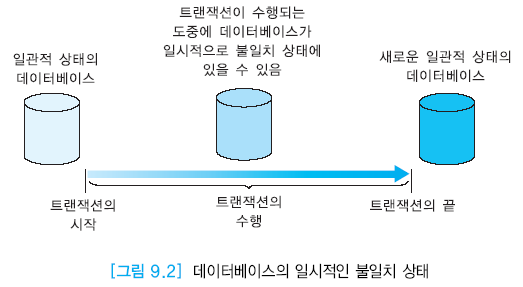 일관적 상태의
데이터베이스
트랜잭션이 수행되는
도중에 데이터베이스가
일시적으로 불일치 상태에
있을 수 있음
새로운 일관적 상태의
데이터베이스
트랜잭션의
시작
트랜잭션의
수행
트랜잭션의 끝
[그림 9.2] 데이터베이스의 일시적인 불일치 상태